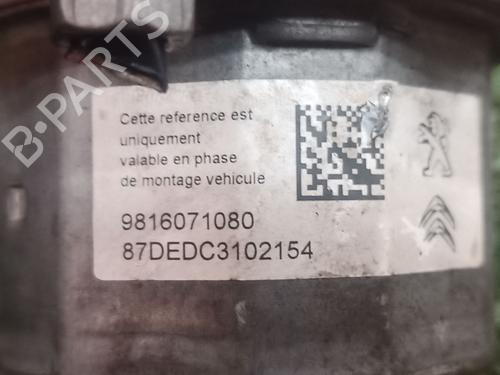 B-PARTS
Cette reference est
uniquement
valable en phase
de montage vehicule
9816071080
87DEDC3102154